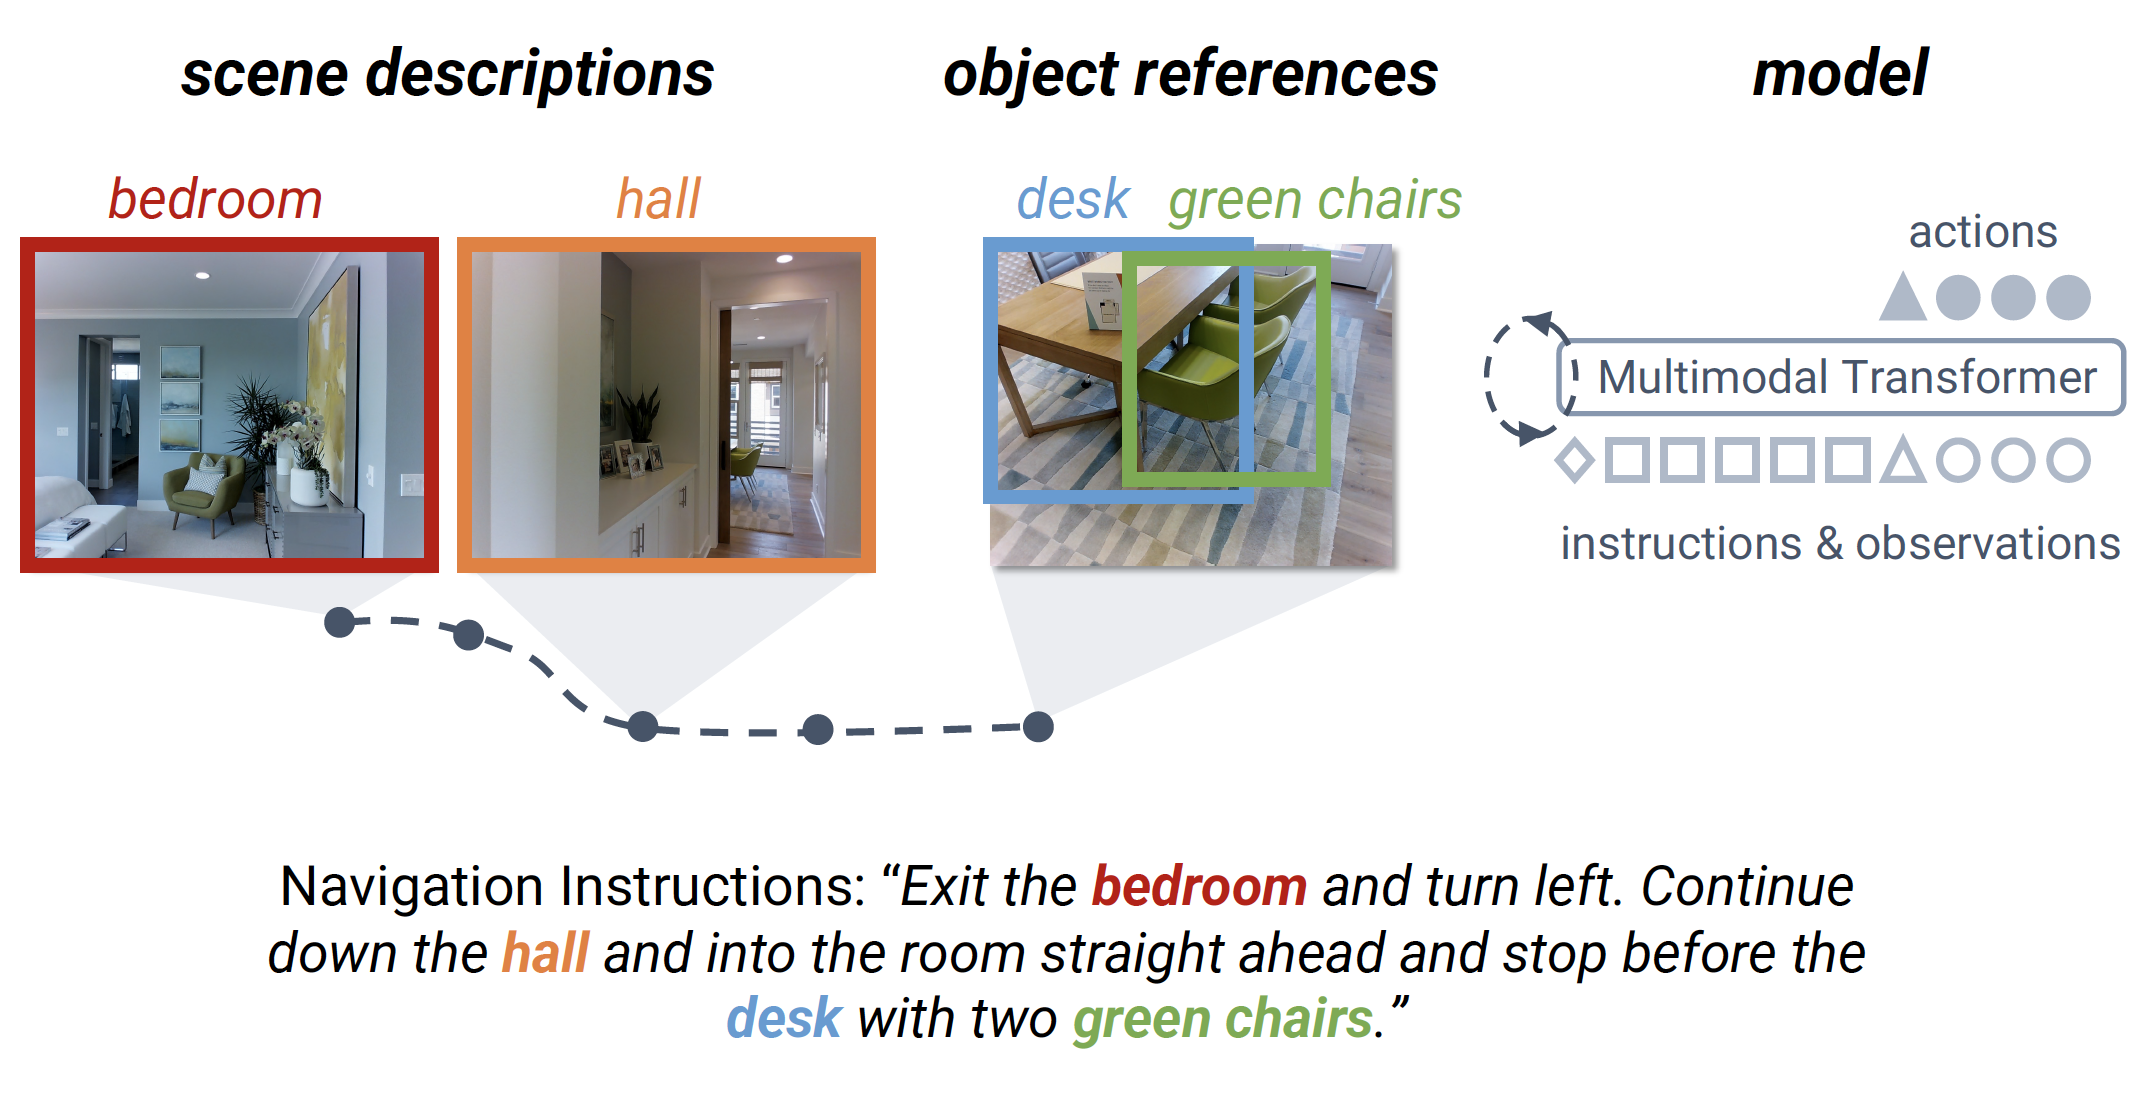 scene descriptions
object references
model
bedroom
hall
desk
green chairs
actions
Multimodal Transformer
instructions & observations
Navigation Instructions: “Exit the bedroom and turn left. Continue
down the hall and into the room straight ahead and stop before the
desk with two green chairs.”